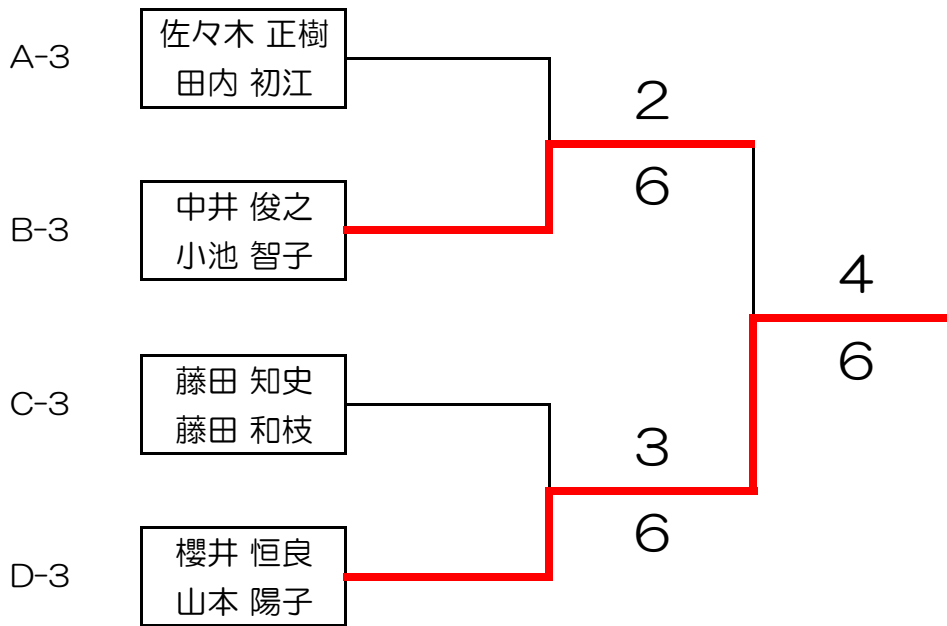 A-3
佐々木 正樹
田内 初江
2
6
B-3
中井 俊之
小池 智子
4
6
C-3
藤田 知史
藤田 和枝
3
6
D-3
櫻井 恒良
山本 陽子